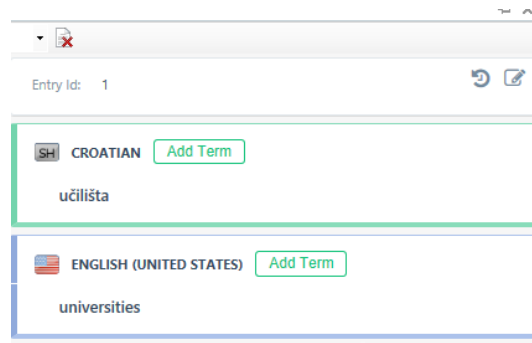 Entry Id: 1
SH CROATIAN Add Term
učilišta
ENGLISH (UNITED STATES) Add Term
universities